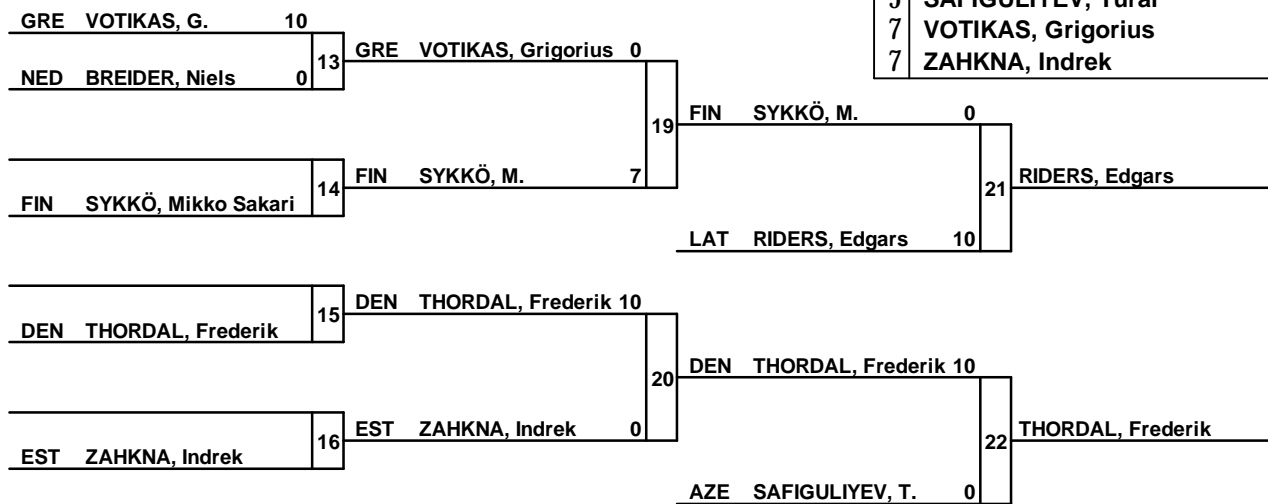 5 SAFIGULIYEV, Tural
7 VOTIKAS, Grigorius
7 ZAHKNA, Indrek
GRE VOTIKAS, G. 10
13
NED BREIDER, Niels 0
GRE VOTIKAS, Grigorius 0
19
14
FIN SYKKÖ, Mikko Sakari
FIN SYKKÖ, M. 7
FIN SYKKÖ, M. 0
21
LAT RIDERS, Edgars 10
RIDERS, Edgars
15
DEN THORDAL, Frederik
DEN THORDAL, Frederik 10
20
16
EST ZAHKNA, Indrek
EST ZAHKNA, Indrek 0
DEN THORDAL, Frederik 10
22
AZE SAFIGULIYEV, T. 0
THORDAL, Frederik